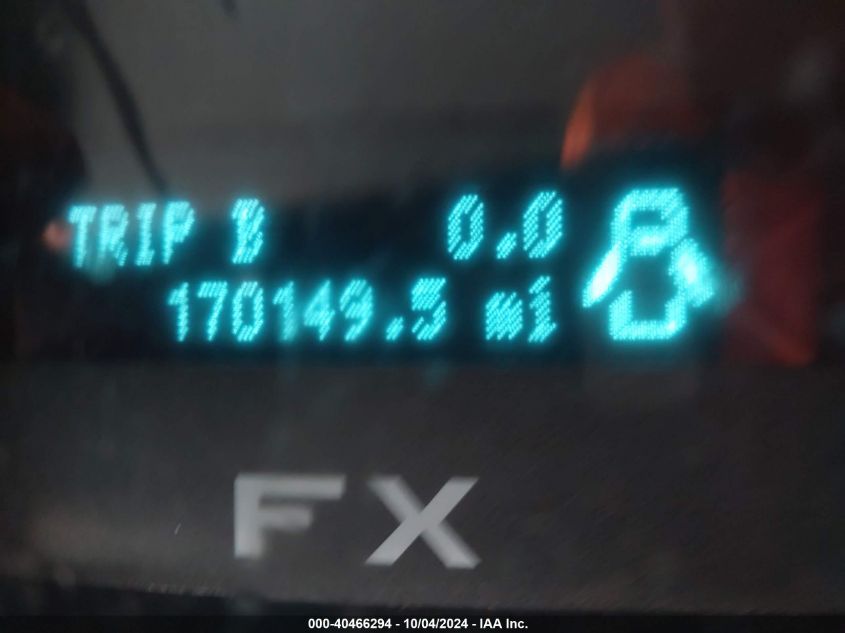 TRIP B 0.0
170149.5 mi
FX
000-40466294 - 10/04/2024 - IAA Inc.